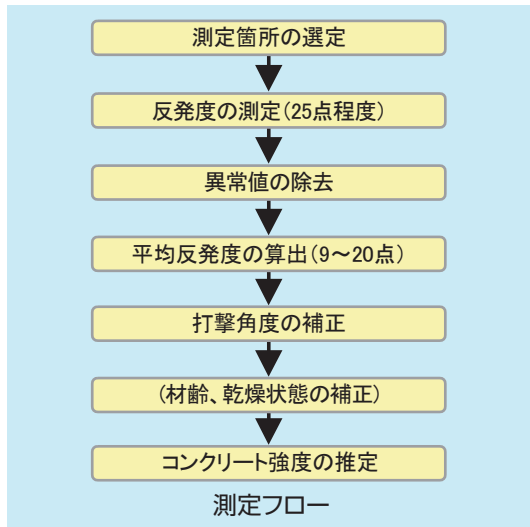 測定箇所の選定
反発度の測定(25点程度)
異常値の除去
平均反発度の算出(9～20点)
打撃角度の補正
(材齢、乾燥状態の補正)
コンクリート強度の推定
測定フロー